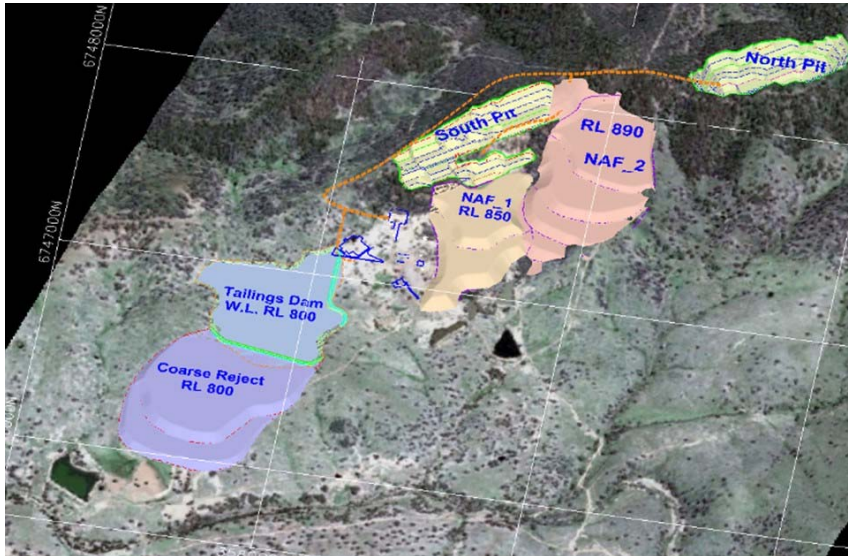 6748000N
North Pit
South Pit
RL 890
NAF_2
NAF_1
RL 850
6747000N
Tailings Dam
W.L. RL 800
Coarse Reject
RL 800